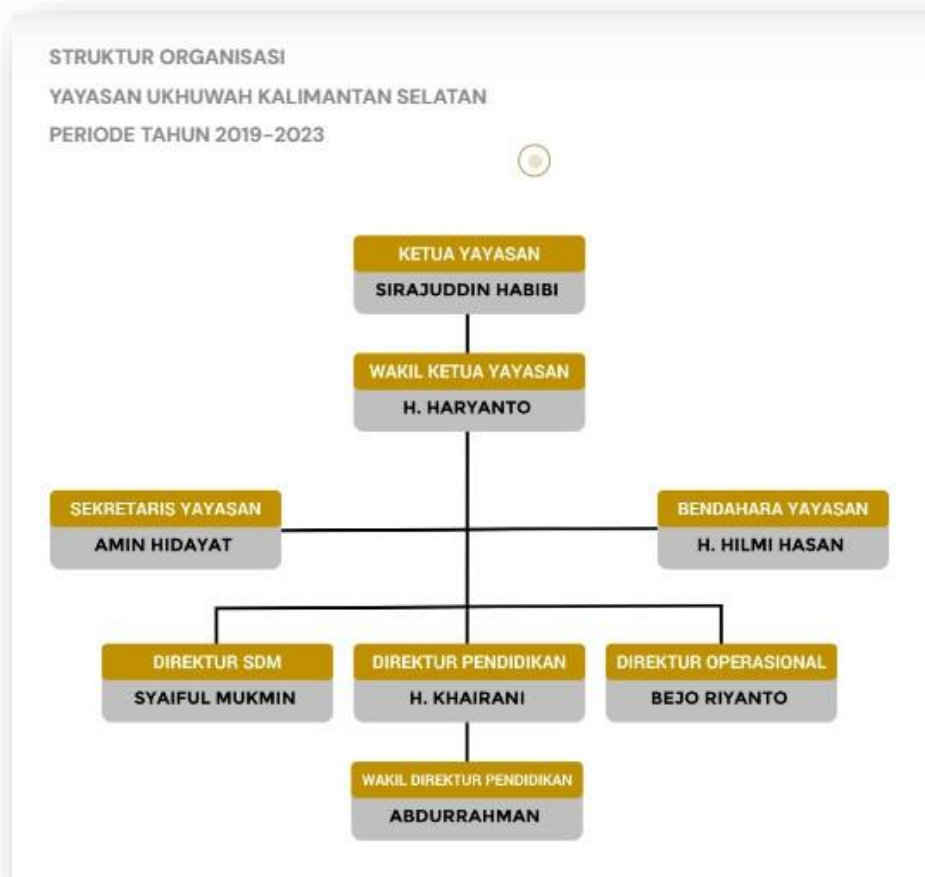 STRUKTUR ORGANISASI
YAYASAN UKHUWAH KALIMANTAN SELATAN
PERIODE TAHUN 2019-2023
KETUA YAYASAN
SIRAJUDDIN HABIBI
WAKIL KETUA YAYASAN
H. HARYANTO
SEKRETARIS YAYASAN
AMIN HIDAYAT
BENDAHARA YAYASAN
H. HILMI HASAN
DIREKTUR SDM
SYAIFUL MUKMIN
DIREKTUR PENDIDIKAN
H. KHAIRANI
DIREKTUR OPERASIONAL
BEJO RIYANTO
WAKIL DIREKTUR PENDIDIKAN
ABDURRAHMAN